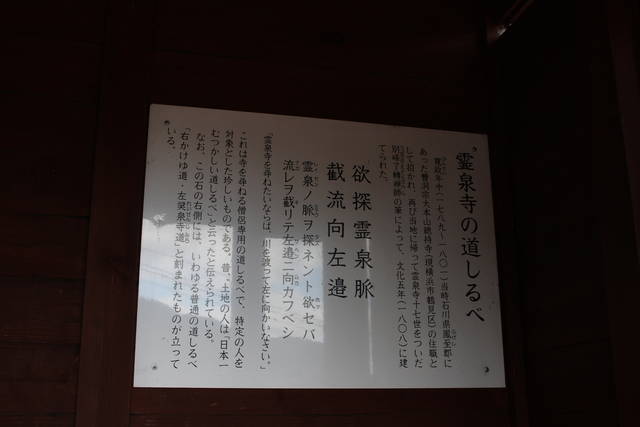 霊泉寺の道しるべ
寛政年中(一七八九~一八〇一)当時石川県鳳至郡に
あった曹洞宗大本山總持寺(現横浜市鶴見区)の住職と
して招かれ、再び当地に帰って霊泉寺十七世をついだ
禅師の筆によって、文化五年(一八〇八)に建
てられた。
欲探霊泉脈
截流向左邉
霊泉ノ脈ヲ探ネント欲セバ
流レヲ截リテ左邉ニ向カフベシ
「霊泉寺を尋ねたいならば、川を渡って左に向かいなさい。」
これは寺を尋ねる僧侶専用の道しるべで、特定の人を
対象とした珍しいものである。昔、土地の人は「日本一
むつかしい道しるべ」と云ったと伝えられている。
なお、この石の右側には、いわゆる普通の道しるべ
「右かけゆ道・左灵泉寺道」と刻まれたものが立って
いる。